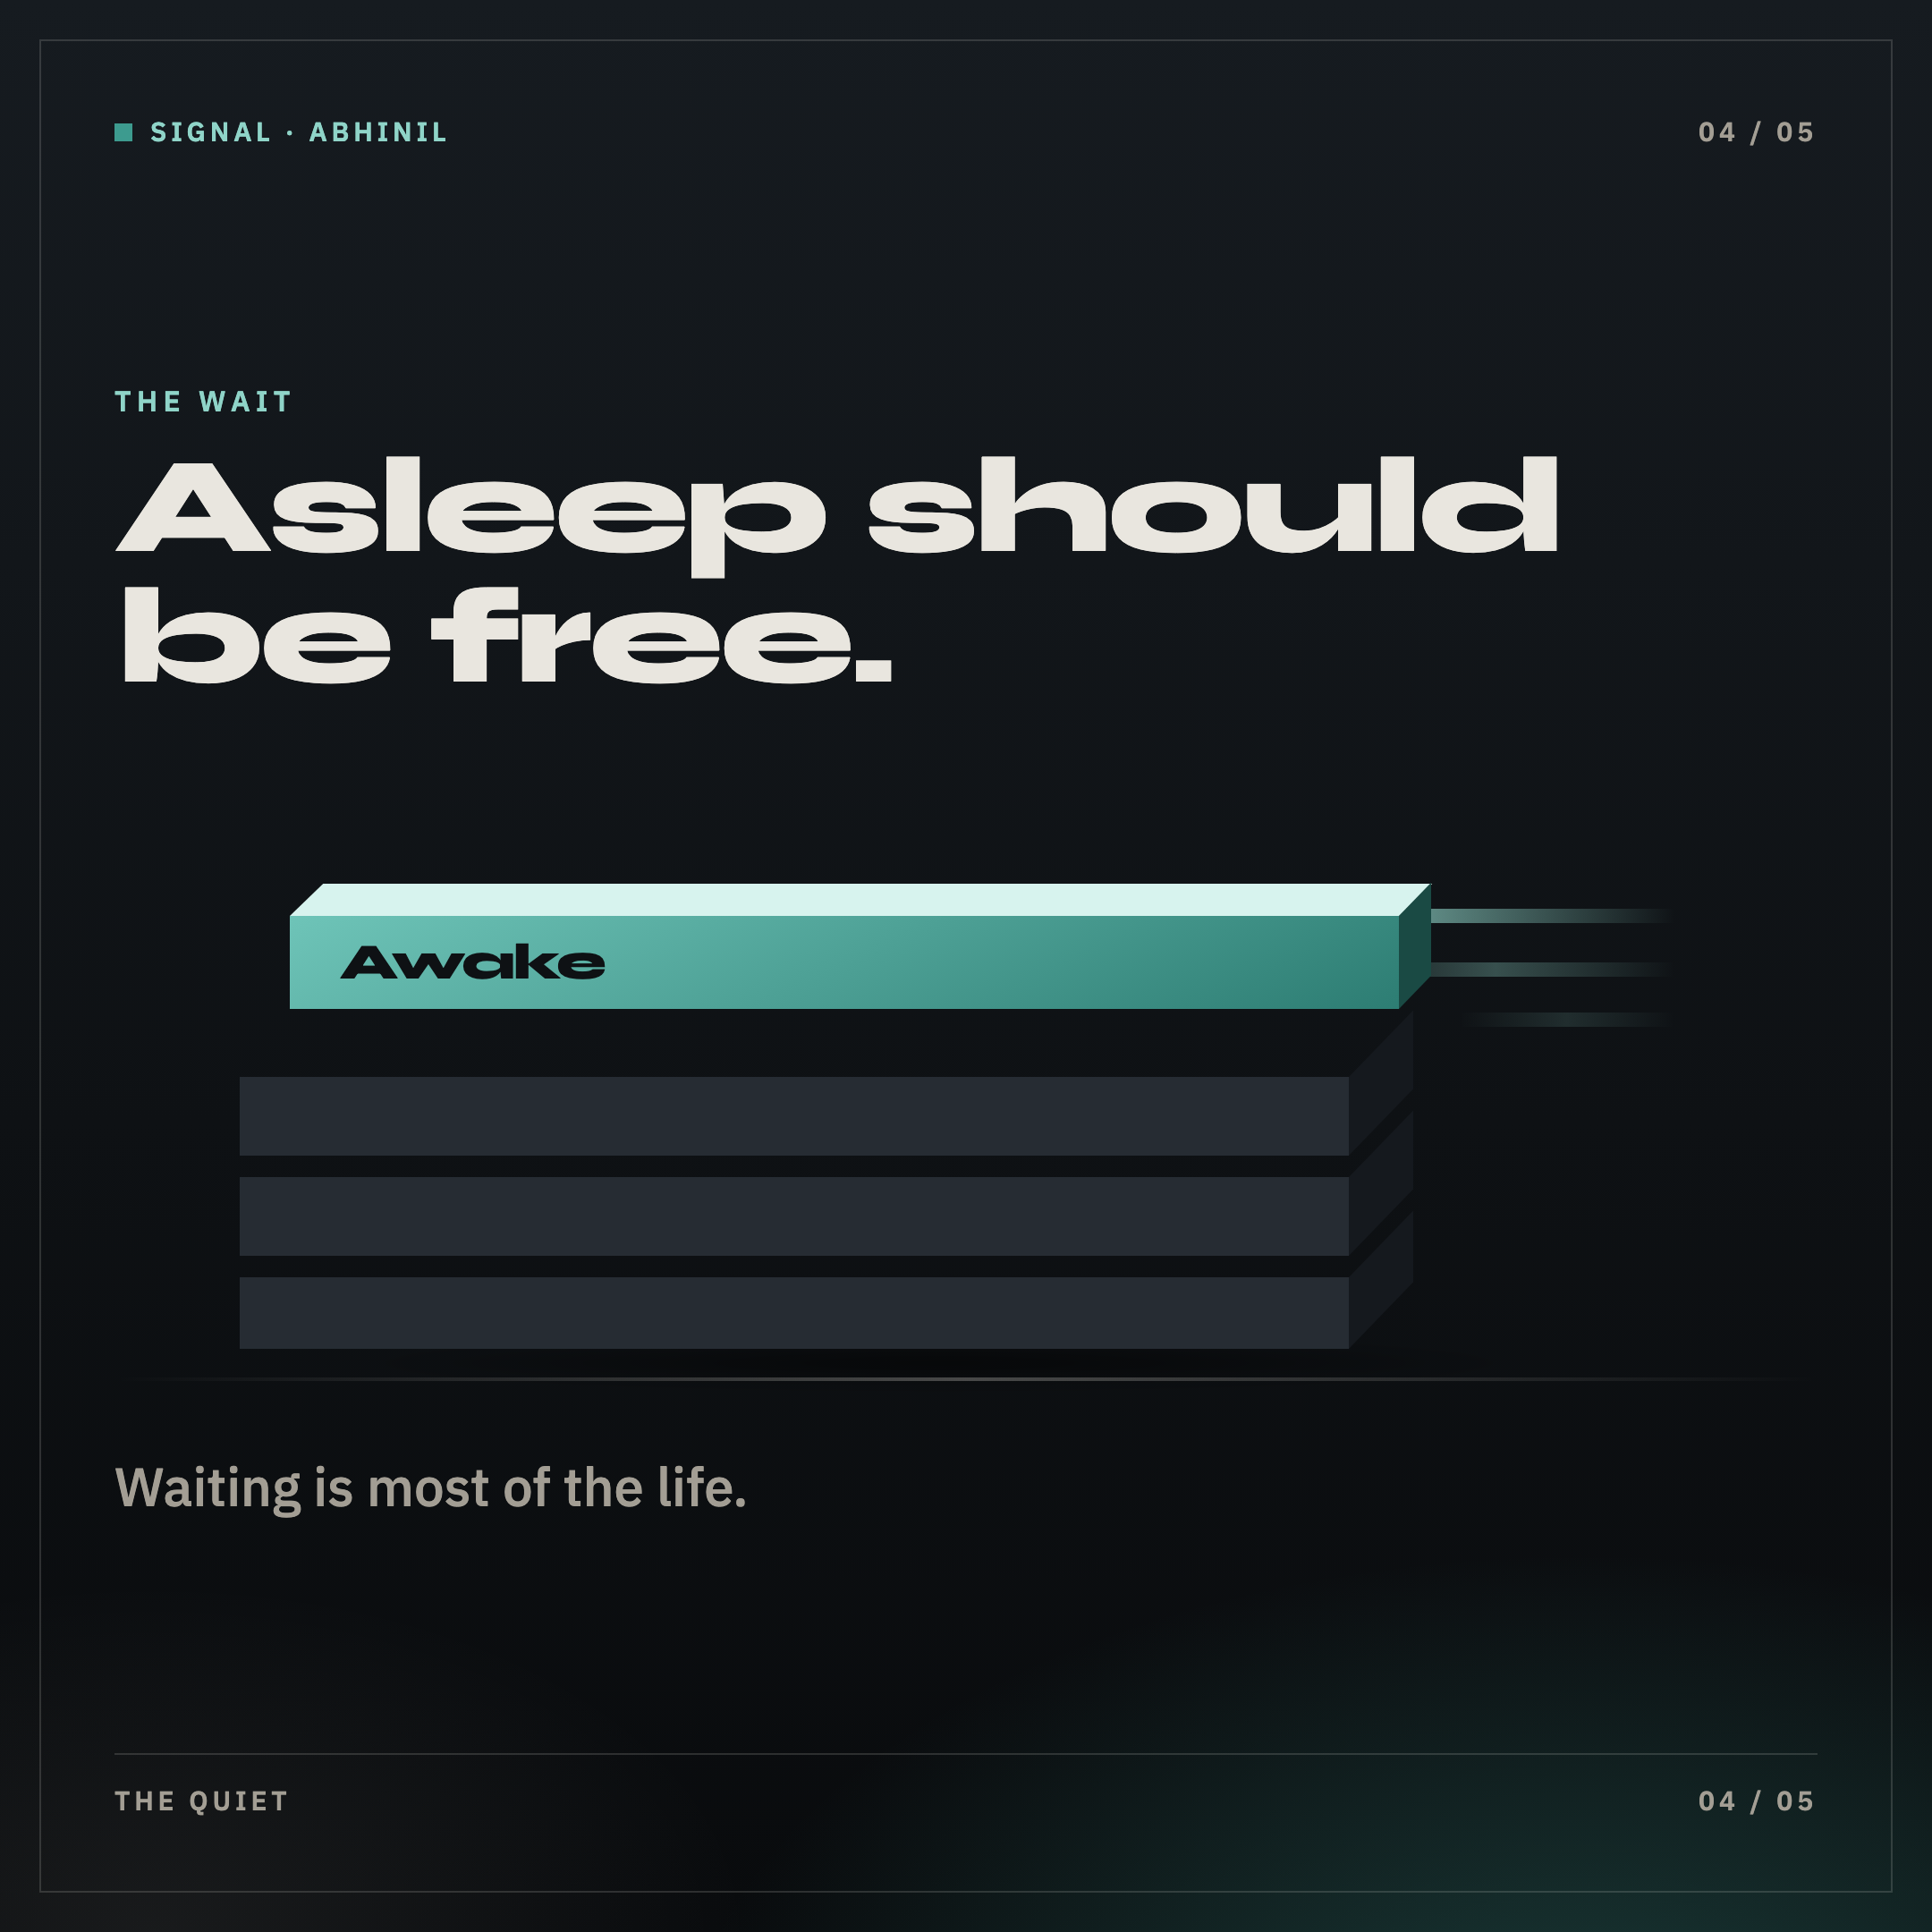 SIGNAL · ABHINIL
04 / 05
THE WAIT
Asleep should
be free.
Awake
Waiting is most of the life.
THE QUIET
04 / 05